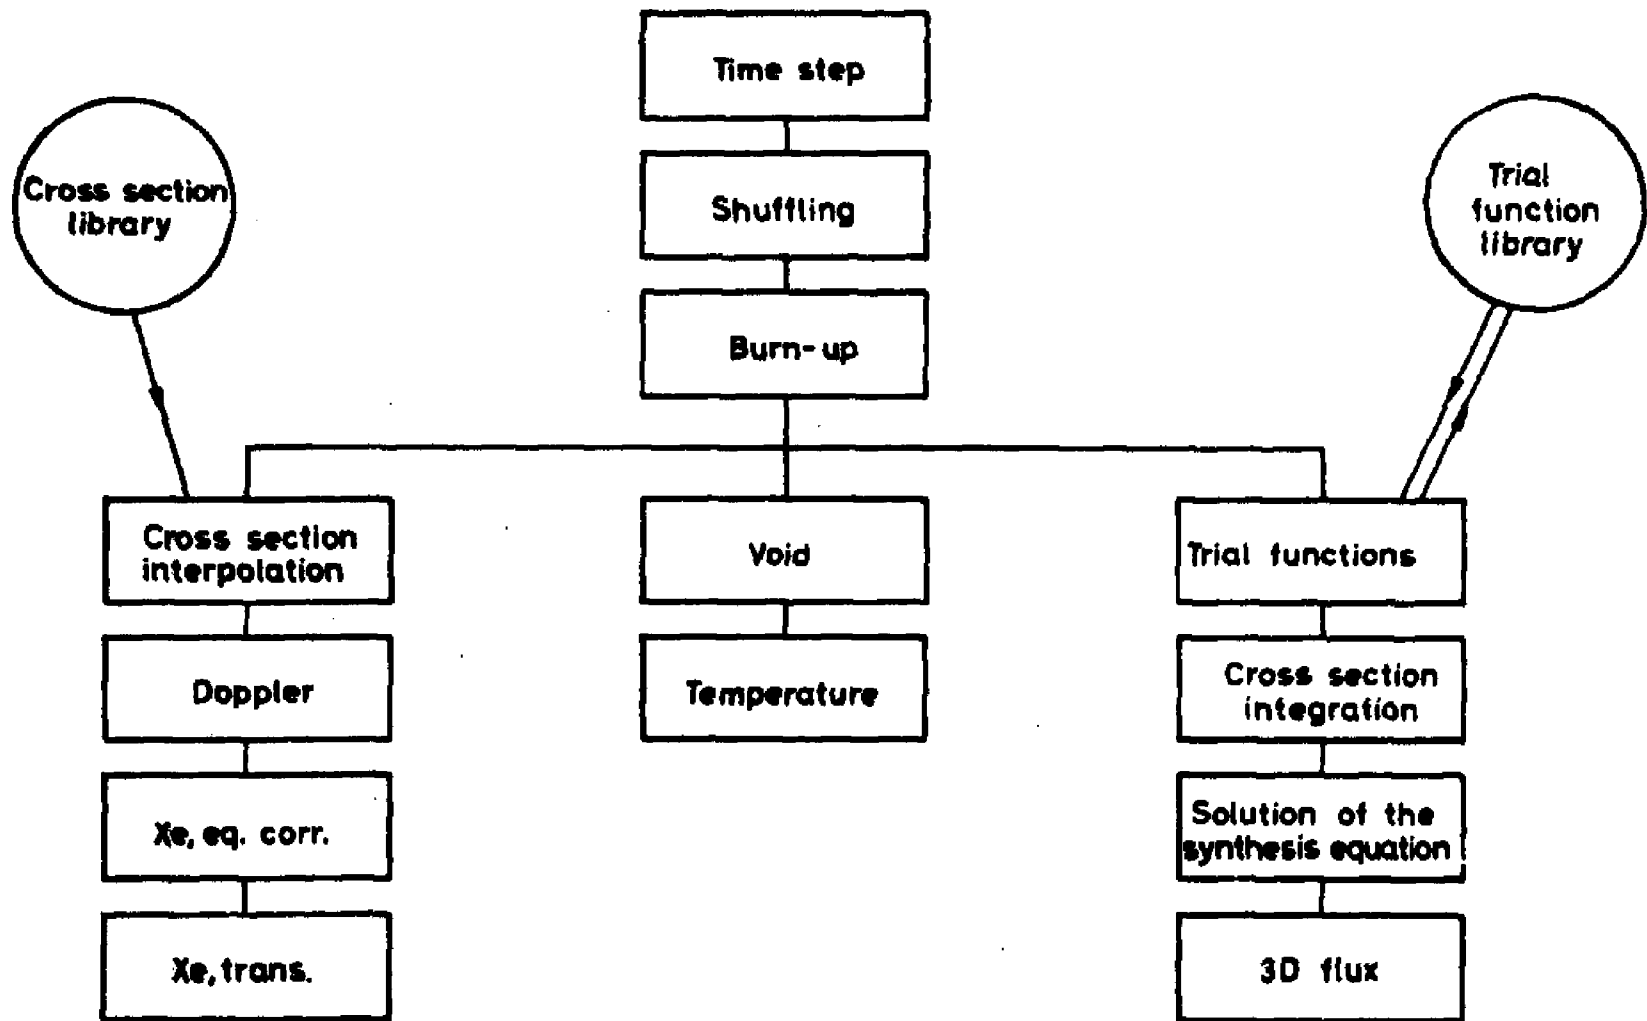 Time step
Cross section
library
Shuffling
Trial
function
library
Burn-up
Cross section
interpolation
Void
Trial functions
Doppler
Temperature
Cross section
integration
Xe, eq. corr.
Solution of the
synthesis equation
Xe, trans.
3D flux